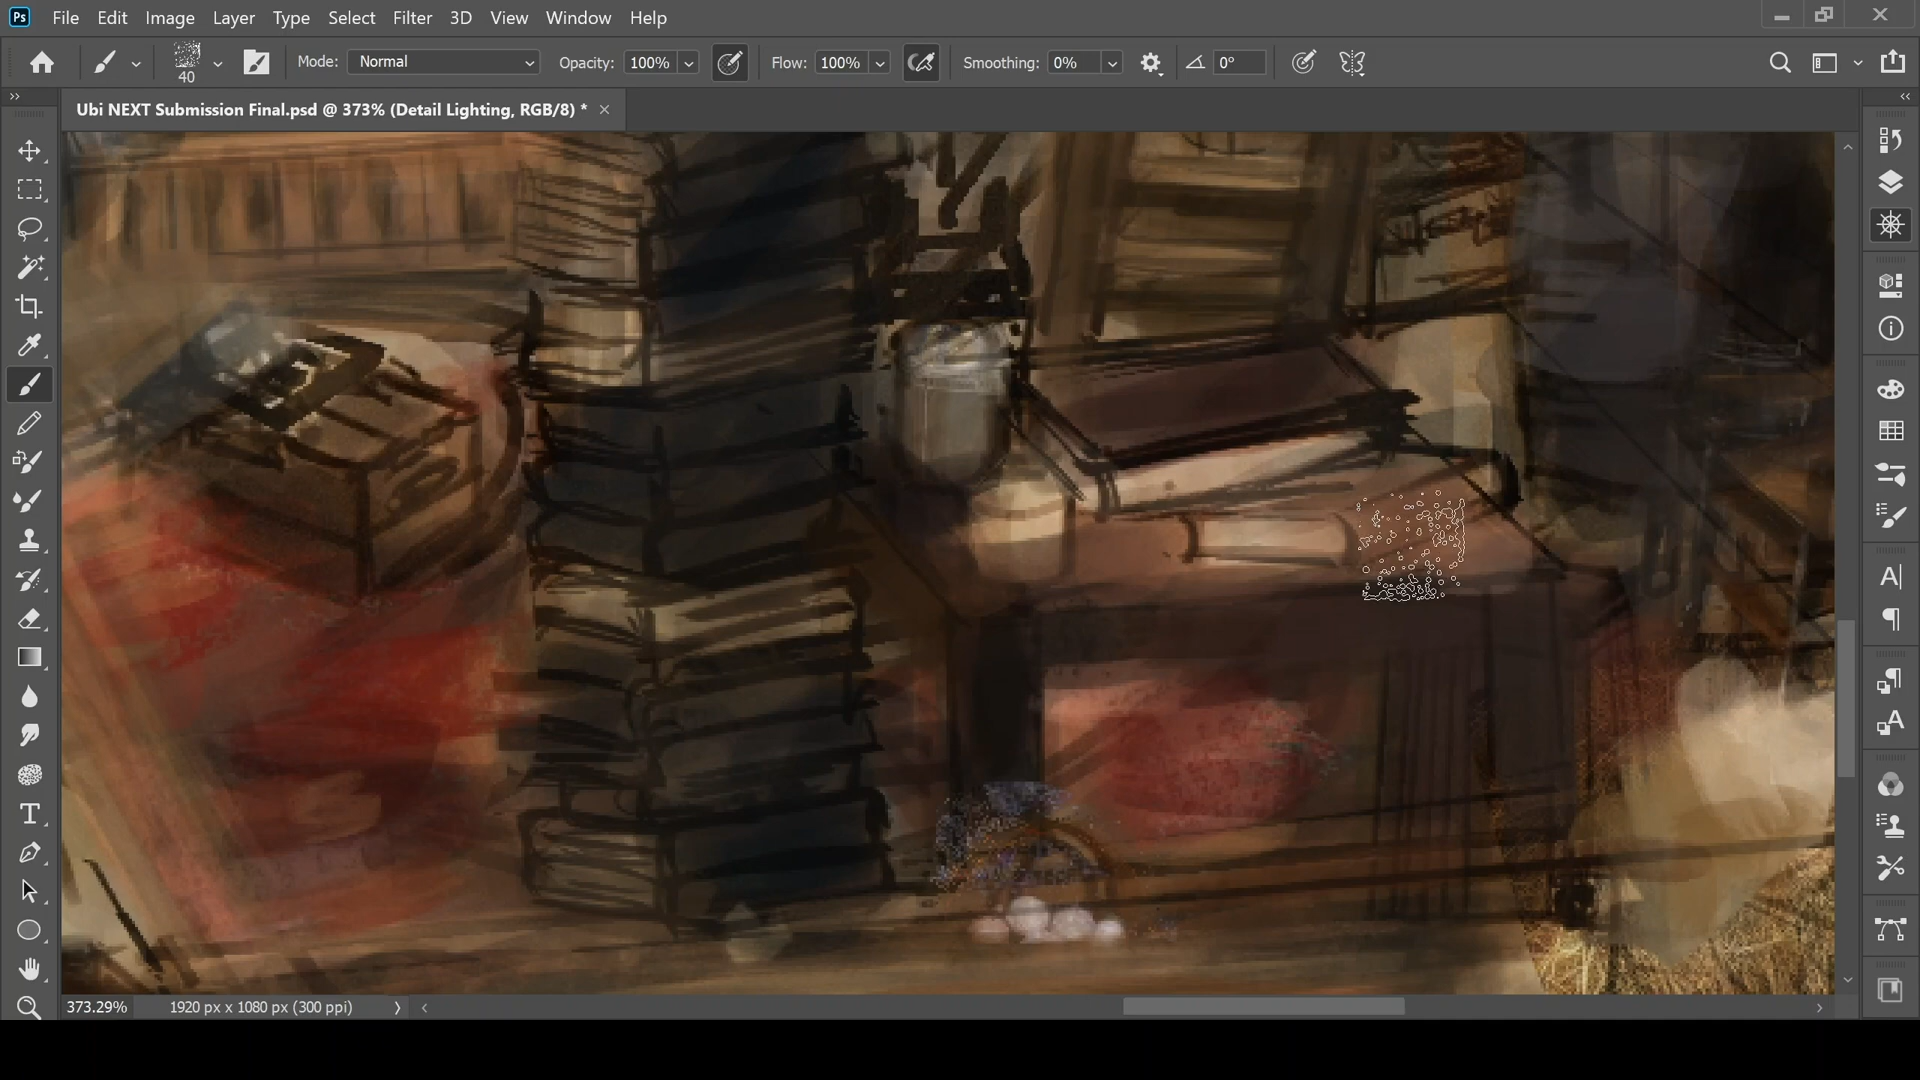 Ps File Edit Image Layer Type Select Filter 3D View Window Help
40 Mode: Normal Opacity: 100% Flow: 100% Smoothing: 0% 0°
Ubi NEXT Submission Final.psd @ 373% (Detail Lighting, RGB/8) *
373.29% 1920 px x 1080 px (300 ppi)